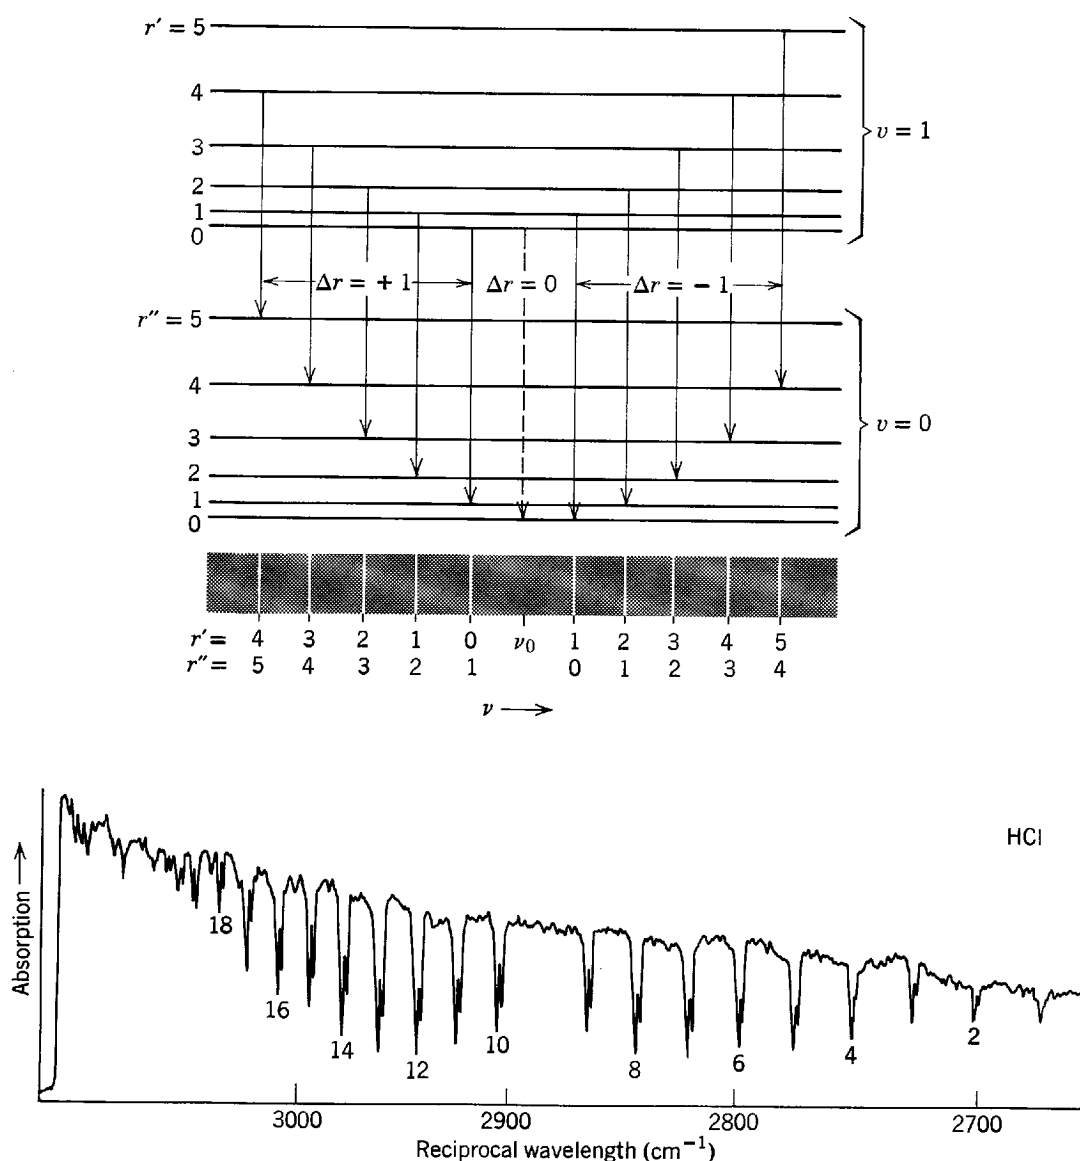 r′ = 5
4
3
2
1
0
v = 1
Δr = + 1
Δr = 0
Δr = − 1
r″ = 5
4
3
2
1
0
v = 0
r′ = 4 3 2 1 0 ν₀ 1 2 3 4 5
r″ = 5 4 3 2 1 0 1 2 3 4
ν →
HCl
Absorption →
18
16
14
12
10
8
6
4
2
3000 2900 2800 2700
Reciprocal wavelength (cm⁻¹)